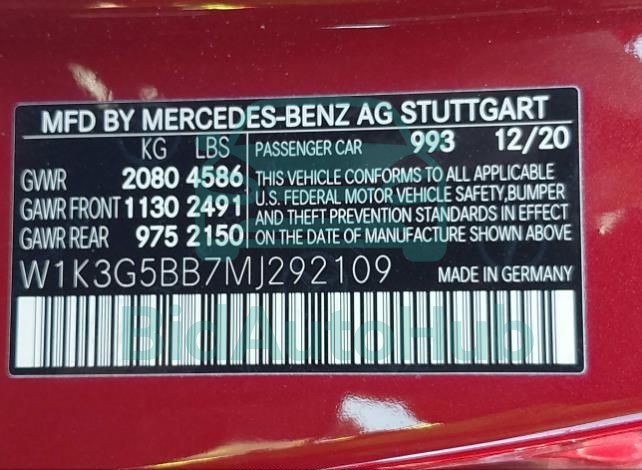 MFD BY MERCEDES-BENZ AG STUTTGART
KG LBS PASSENGER CAR 993 12/20
GVWR 2080 4586 THIS VEHICLE CONFORMS TO ALL APPLICABLE
GAWR FRONT 1130 2491 U.S. FEDERAL MOTOR VEHICLE SAFETY,BUMPER
AND THEFT PREVENTION STANDARDS IN EFFECT
GAWR REAR 975 2150 ON THE DATE OF MANUFACTURE SHOWN ABOVE
W1K3G5BB7MJ292109 MADE IN GERMANY
BidAutoHub